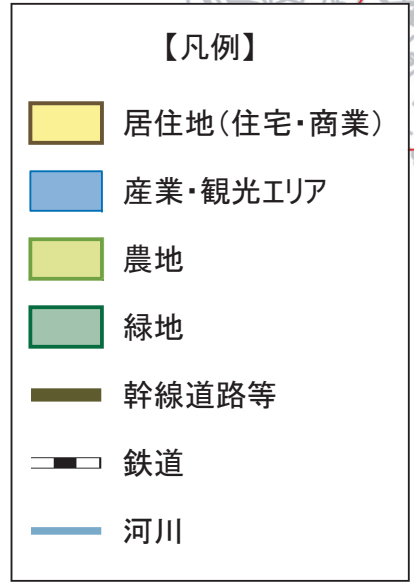 【凡例】
居住地（住宅・商業）
産業・観光エリア
農地
緑地
幹線道路等
鉄道
河川